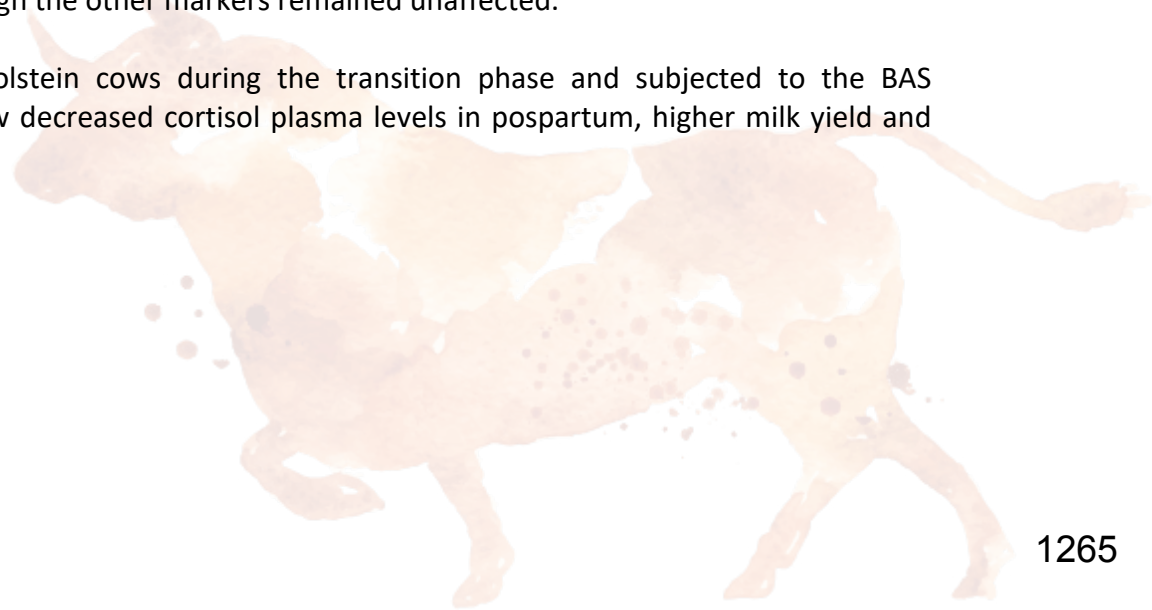 the other markers remained unaffected.
olstein cows during the transition phase and subjected to the BAS
decreased cortisol plasma levels in pospartum, higher milk yield and
1265